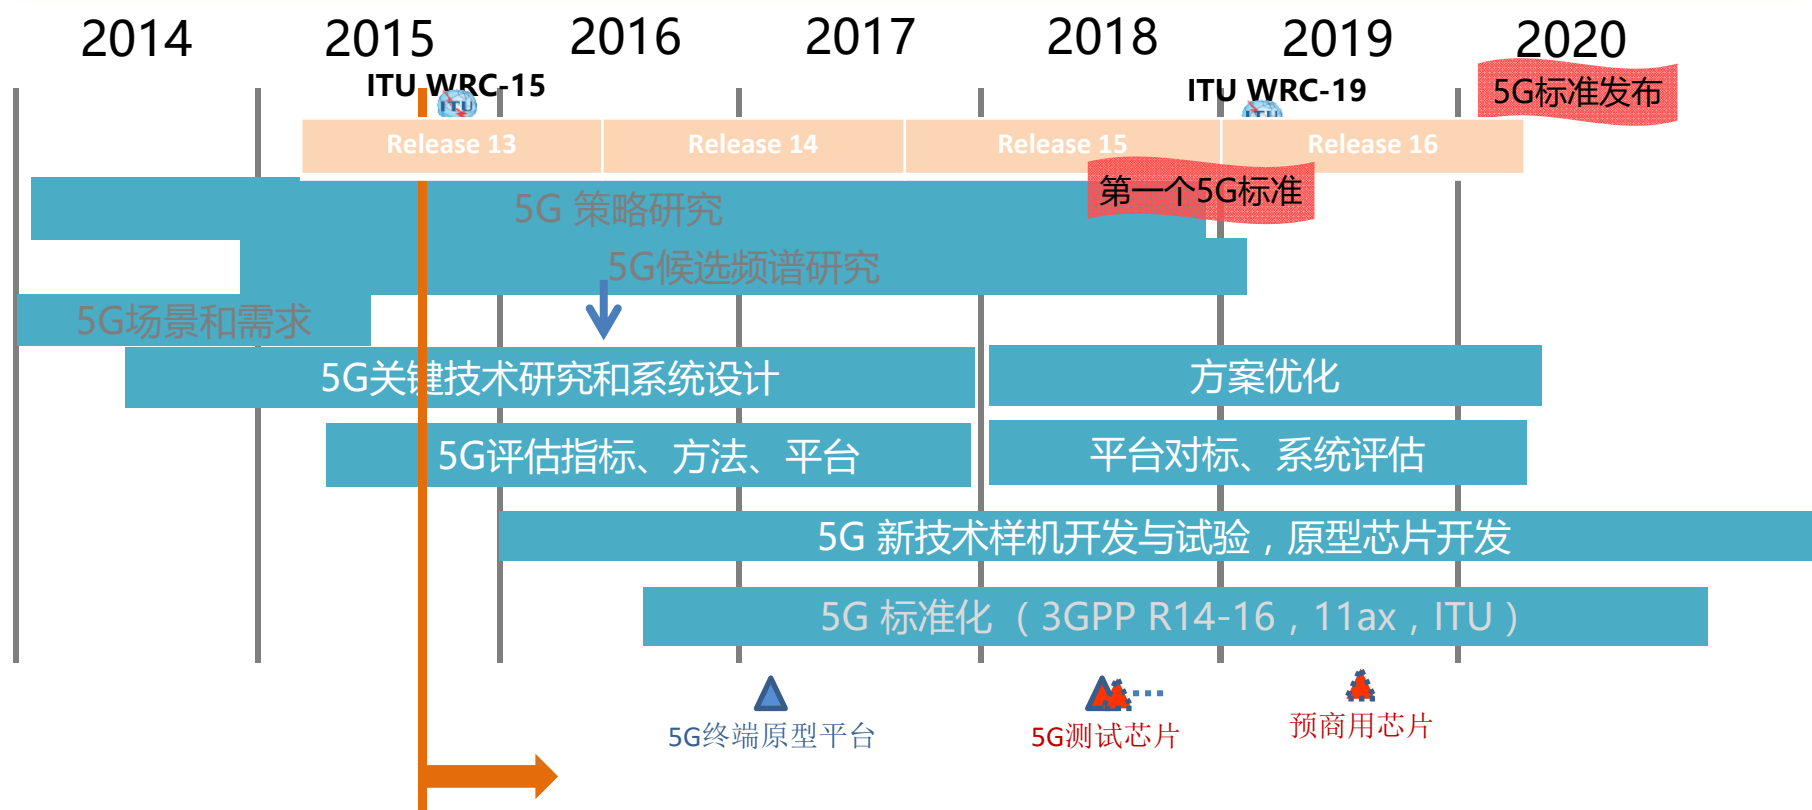 2014 2015 2016 2017 2018 2019 2020
ITU WRC-15
ITU WRC-19
5G标准发布
ITU
ITU
Release 13 Release 14 Release 15 Release 16
第一个5G标准
5G 策略研究
5G候选频谱研究
5G场景和需求
5G关键技术研究和系统设计
方案优化
5G评估指标、方法、平台
平台对标、系统评估
5G 新技术样机开发与试验，原型芯片开发
5G 标准化（3GPP R14-16，11ax，ITU）
5G终端原型平台
5G测试芯片
预商用芯片